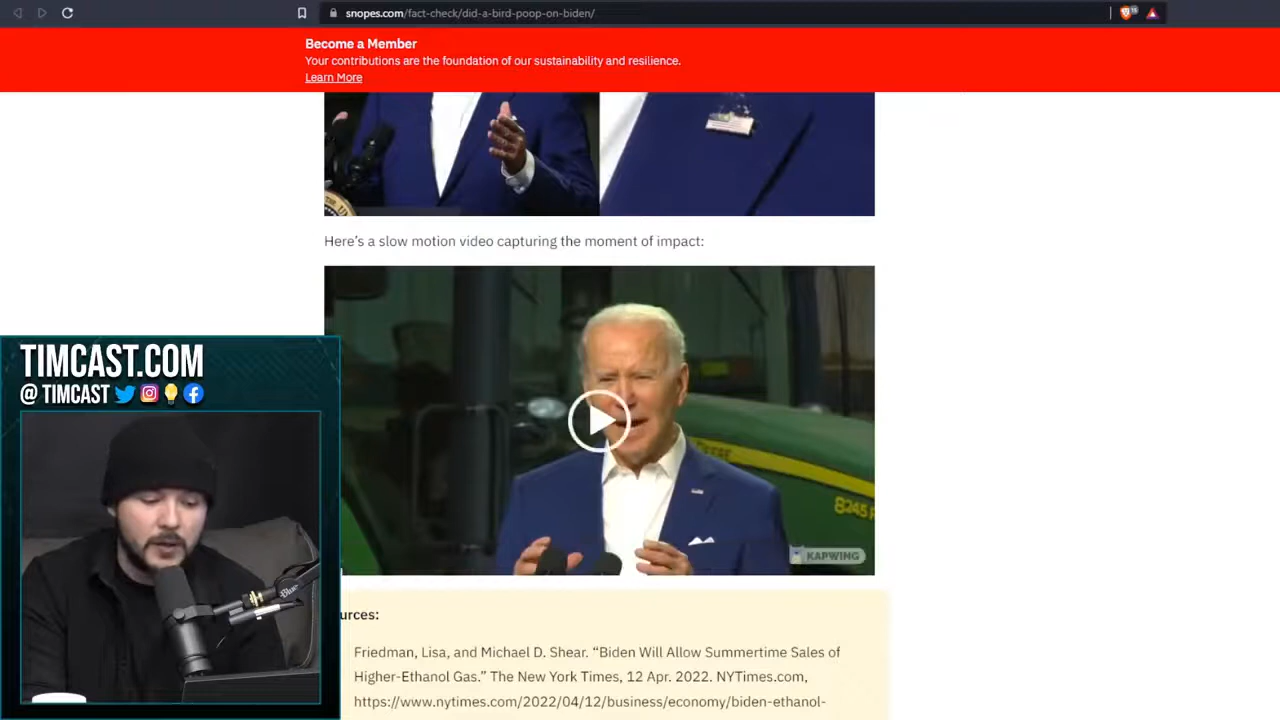 snopes.com/fact-check/did-a-bird-poop-on-biden/
Become a Member
Your contributions are the foundation of our sustainability and resilience.
Learn More
Here's a slow motion video capturing the moment of impact:
DEERE
8245R
KAPWING
TIMCAST.COM
@ TIMCAST
Blue
urces:
Friedman, Lisa, and Michael D. Shear. “Biden Will Allow Summertime Sales of
Higher-Ethanol Gas.” The New York Times, 12 Apr. 2022. NYTimes.com,
https://www.nytimes.com/2022/04/12/business/economy/biden-ethanol-